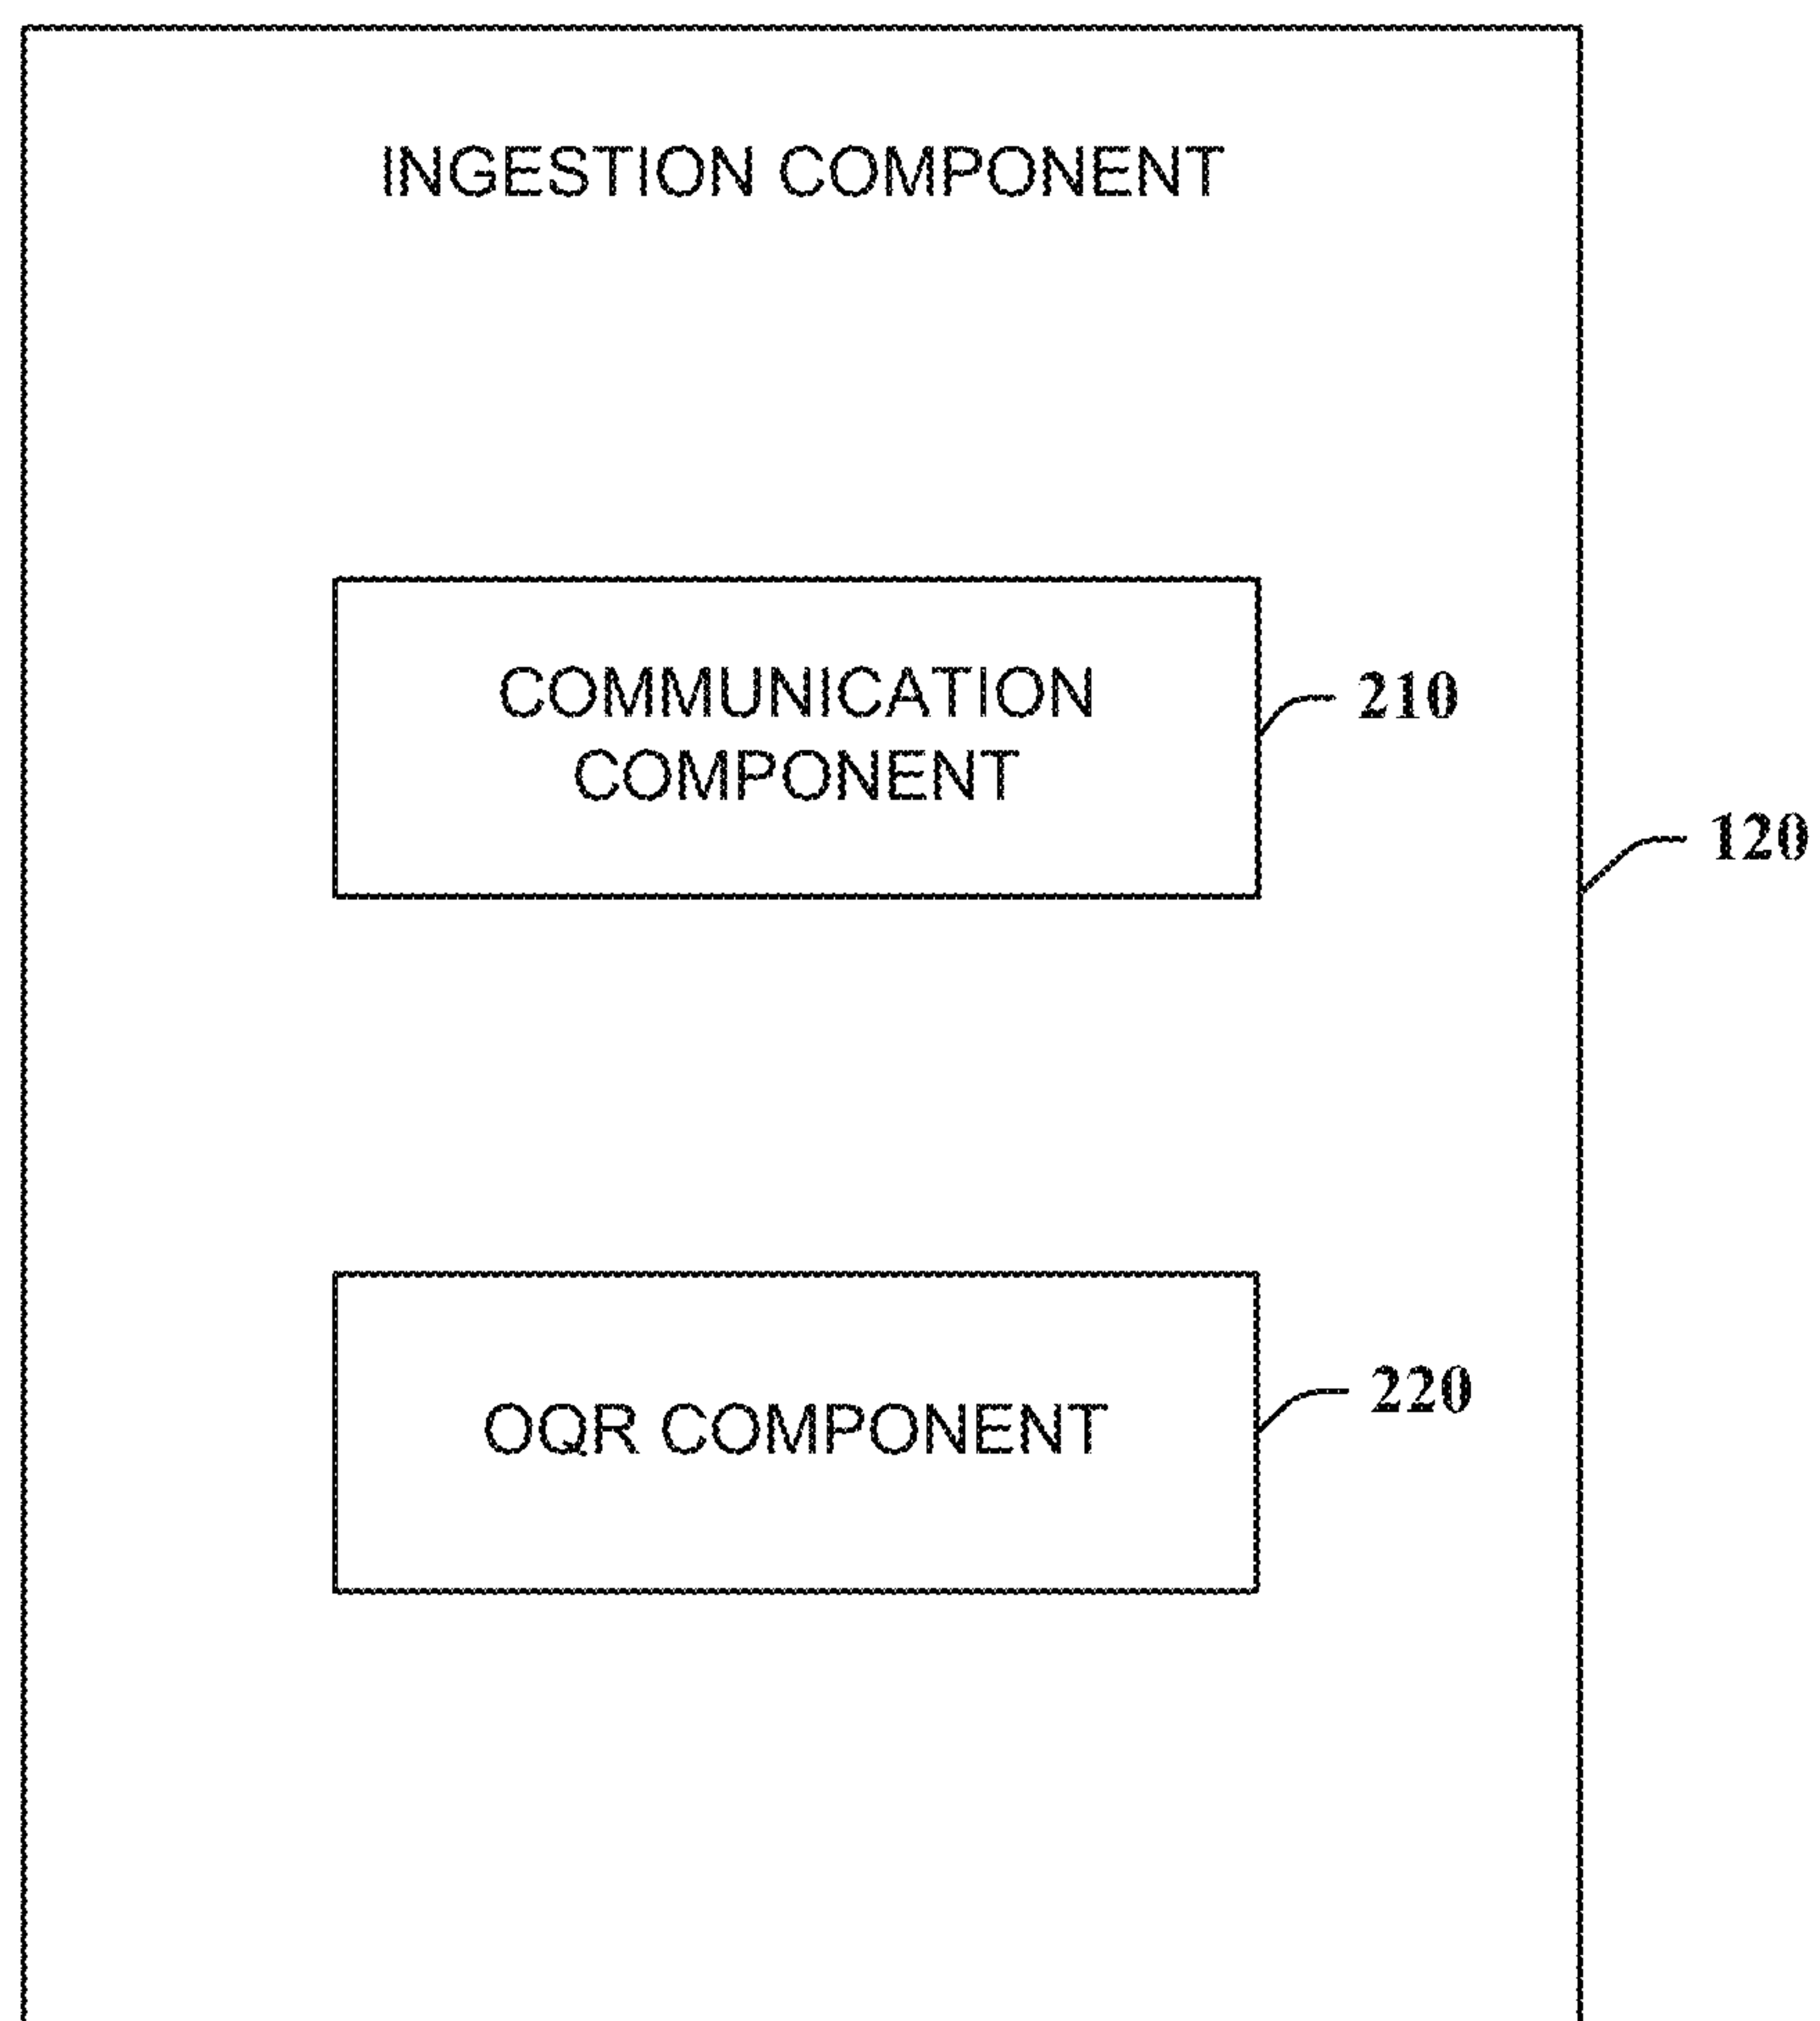 INGESTION COMPONENT
COMMUNICATION
COMPONENT
210
120
OQR COMPONENT
220